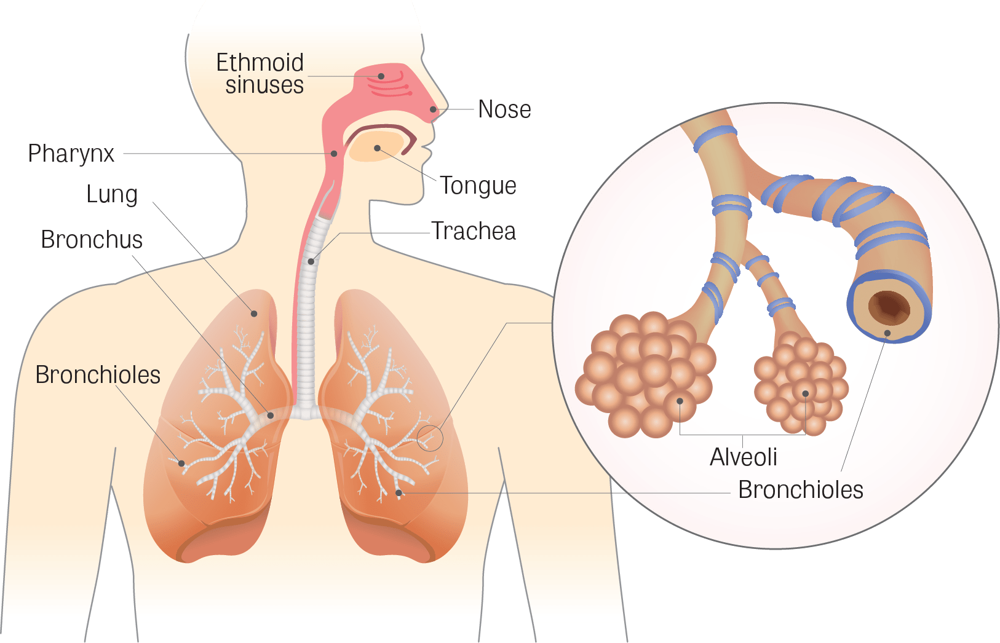 Ethmoid
sinuses
Nose
Pharynx
Tongue
Lung
Trachea
Bronchus
Bronchioles
Alveoli
Bronchioles